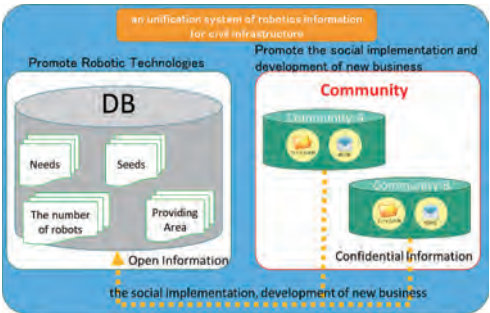 an unification system of robotics information
for civil infrastructure
Promote Robotic Technologies
Promote the social implementation and
development of new business
DB
Needs
Seeds
The number
of robots
Providing
Area
Open Information
Community
Community A
Community B
Confidential Information
the social implementation, development of new business